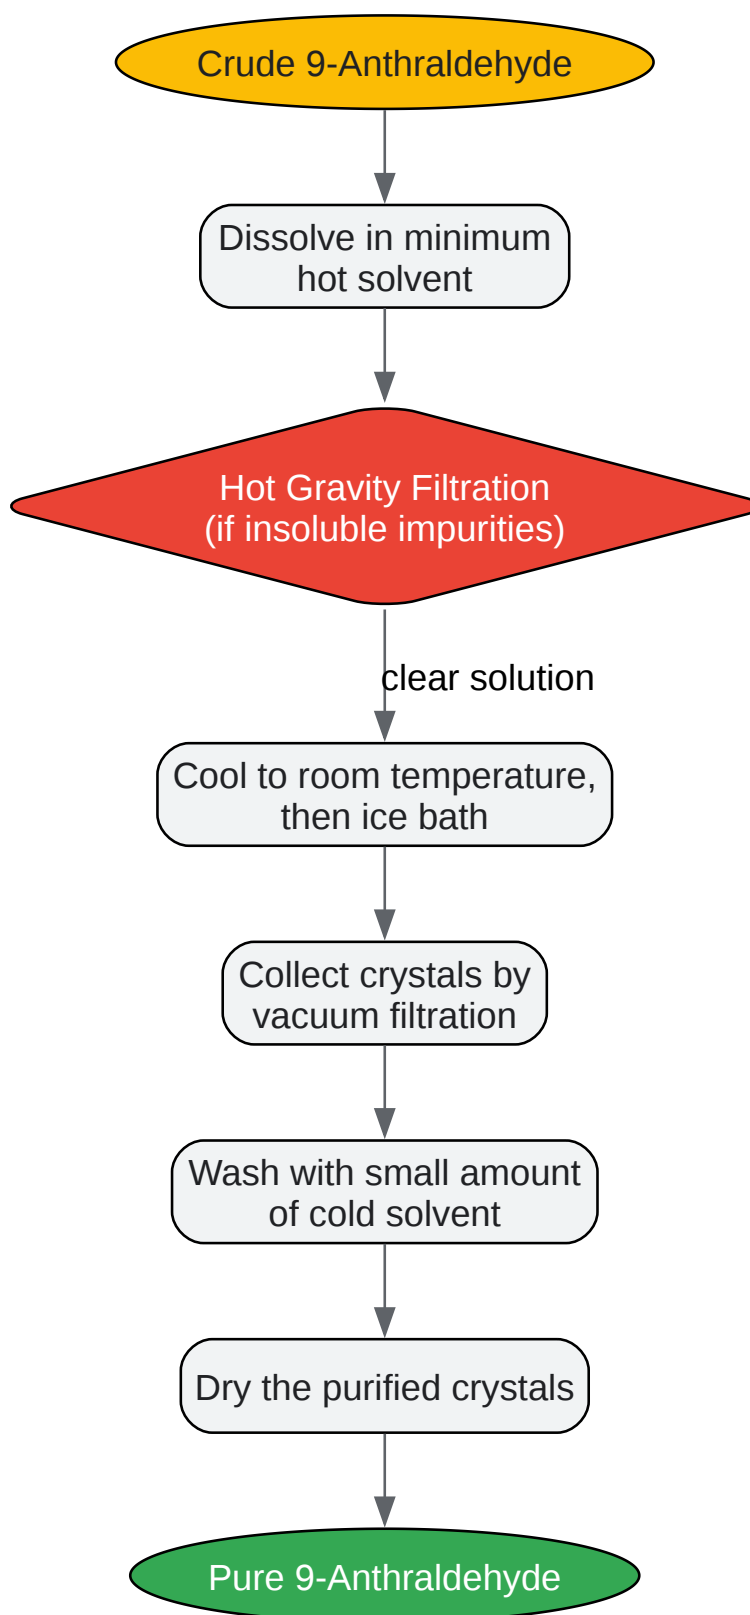 Crude 9-Anthraldehyde
Dissolve in minimum
hot solvent
Hot Gravity Filtration
(if insoluble impurities)
clear solution
Cool to room temperature,
then ice bath
Collect crystals by
vacuum filtration
Wash with small amount
of cold solvent
Dry the purified crystals
Pure 9-Anthraldehyde